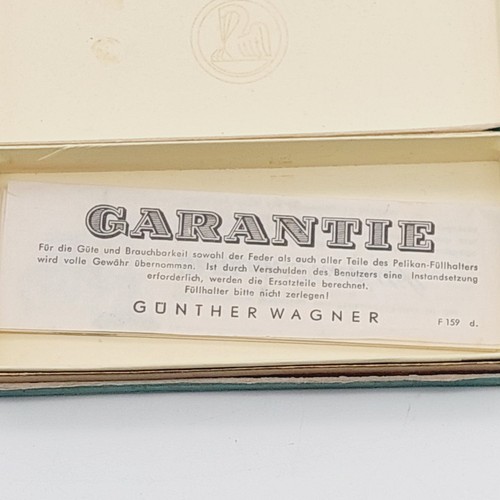 GARANTIE
Für die Güte und Brauchbarkeit sowohl der Feder als auch aller Teile des Pelikan-Füllhalters
wird volle Gewähr übernommen. Ist durch Verschulden des Benutzers eine Instandsetzung
erforderlich, werden die Ersatzteile berechnet.
Füllhalter bitte nicht zerlegen!
GÜNTHER WAGNER
F 159 d.